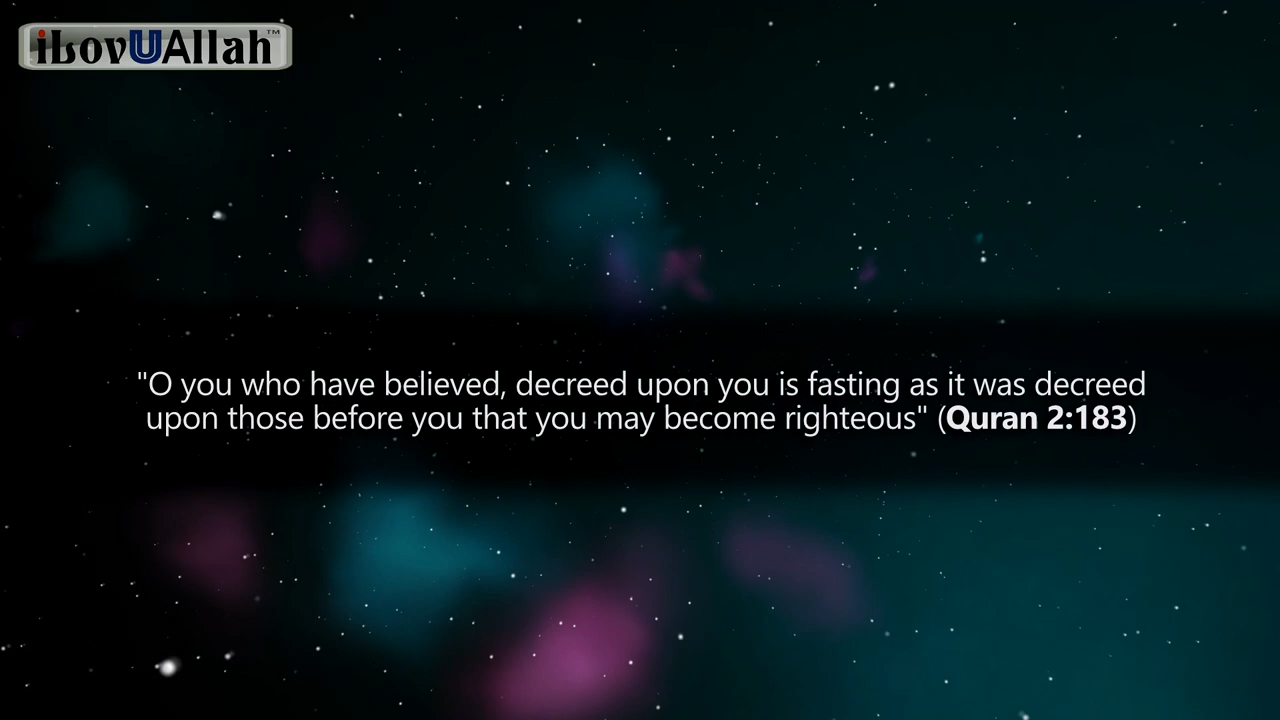 iLovUAllah™
"O you who have believed, decreed upon you is fasting as it was decreed
upon those before you that you may become righteous" (Quran 2:183)